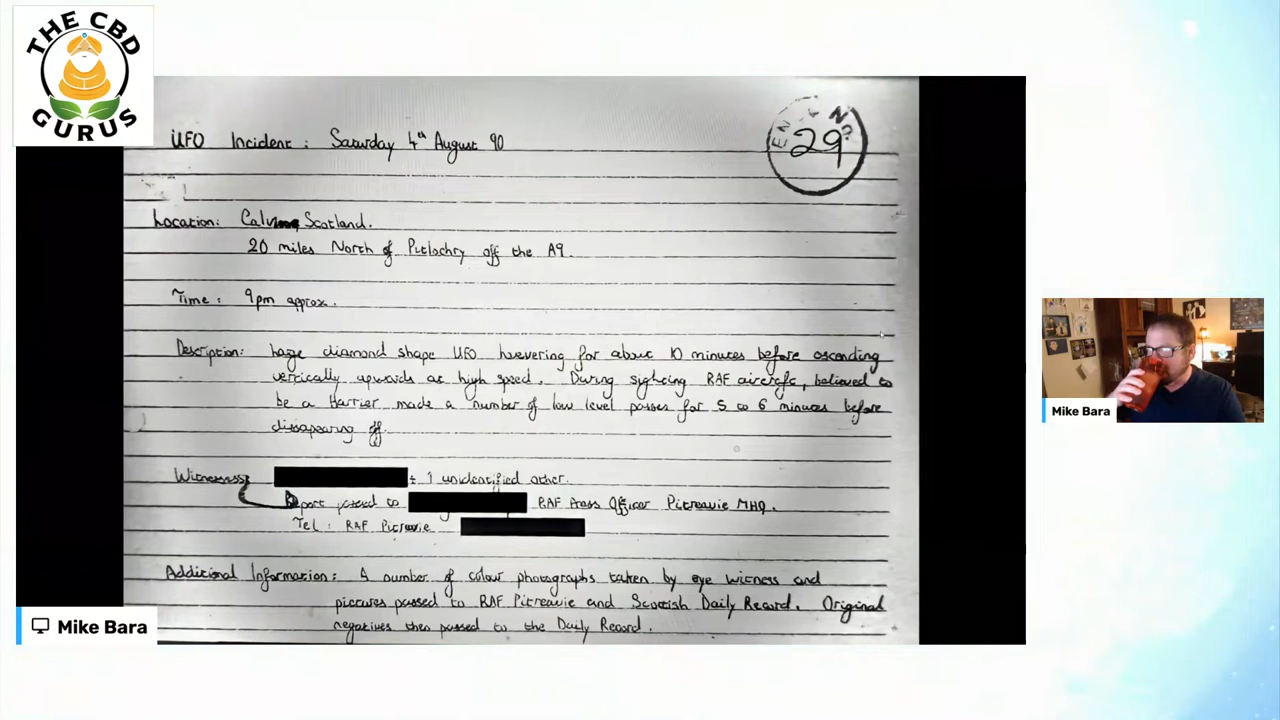 THE CBD
GURUS
UFO Incident : Saturday 4th August 90
29
Location: Calvine Scotland.
20 miles North of Pitlochry off the A9.
Time : 9pm approx.
Description: large diamond shape UFO hovering for about 10 minutes before ascending
vertically upwards at high speed. During sighting RAF aircraft, believed to
be a Harrier made a number of low level passes for 5 to 6 minutes before
dissapearing off.
Witnesses: + 1 unidentified other.
Report passed to RAF Press Officer Pitreavie MHQ.
Tel : RAF Pitreavie
Additional Information: A number of colour photographs taken by eye witness and
pictures passed to RAF Pitreavie and Scottish Daily Record. Original
negatives then passed to the Daily Record.
Mike Bara
Mike Bara